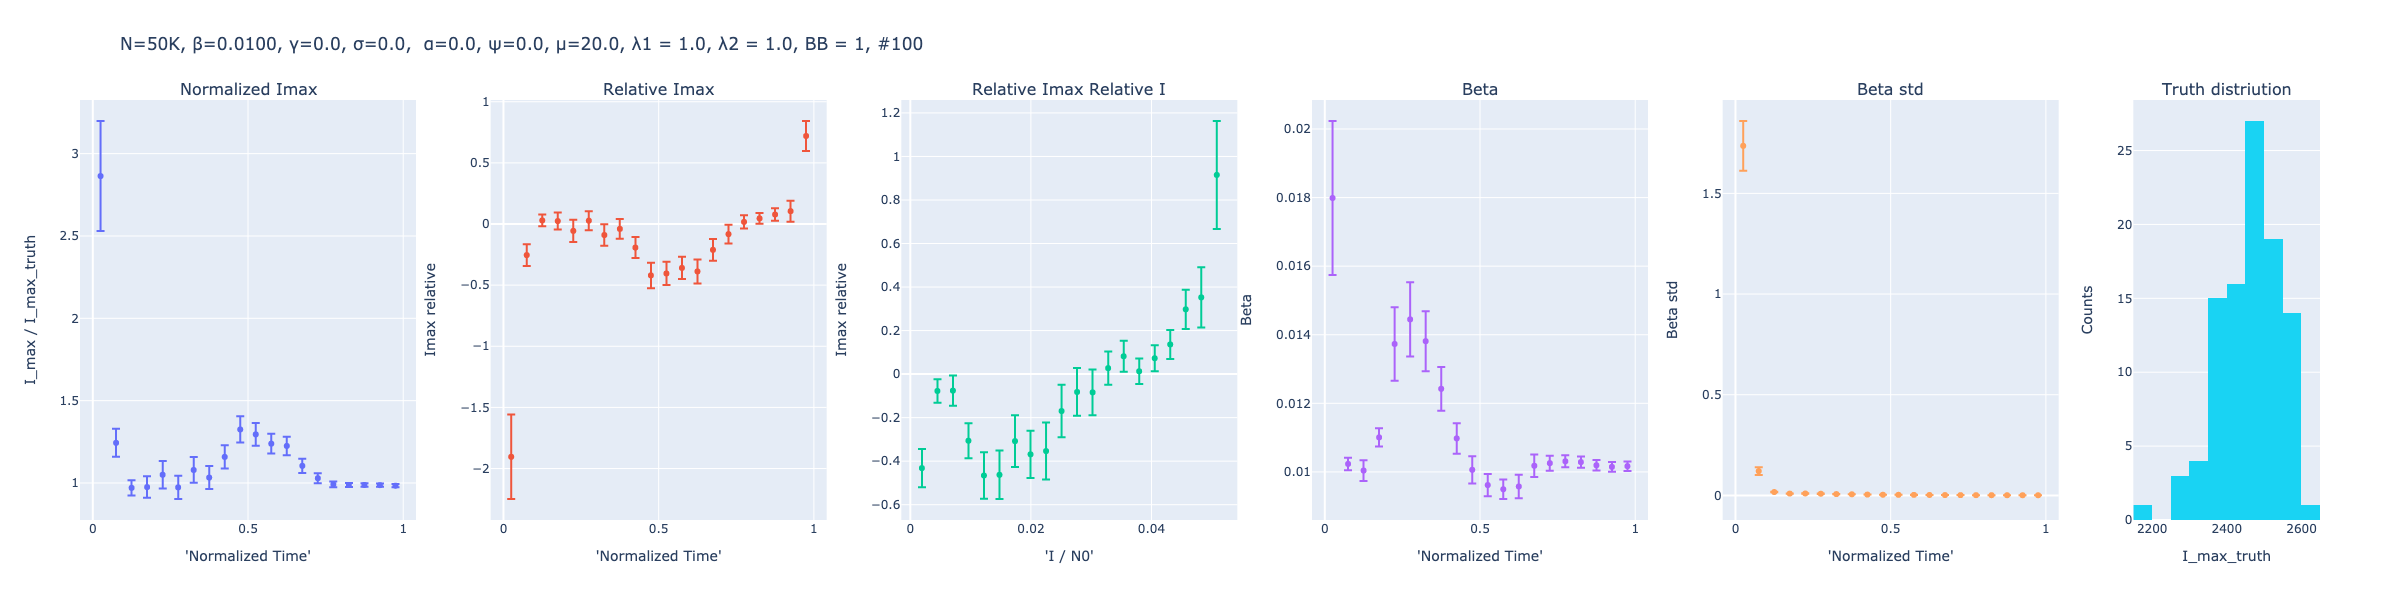 N=50K, β=0.0100, γ=0.0, σ=0.0,  α=0.0, ψ=0.0, μ=20.0, λ1 = 1.0, λ2 = 1.0, BB = 1, #100
Normalized Imax
I_max / I_max_truth
3
2.5
2
1.5
1
0
0.5
1
'Normalized Time'
Relative Imax
Imax relative
1
0.5
0
−0.5
−1
−1.5
−2
0
0.5
1
'Normalized Time'
Relative Imax Relative I
Imax relative
1.2
1
0.8
0.6
0.4
0.2
0
−0.2
−0.4
−0.6
0
0.02
0.04
'I / N0'
Beta
Beta
0.02
0.018
0.016
0.014
0.012
0.01
0
0.5
1
'Normalized Time'
Beta std
Beta std
1.5
1
0.5
0
0
0.5
1
'Normalized Time'
Truth distriution
Counts
25
20
15
10
5
0
2200
2400
2600
I_max_truth